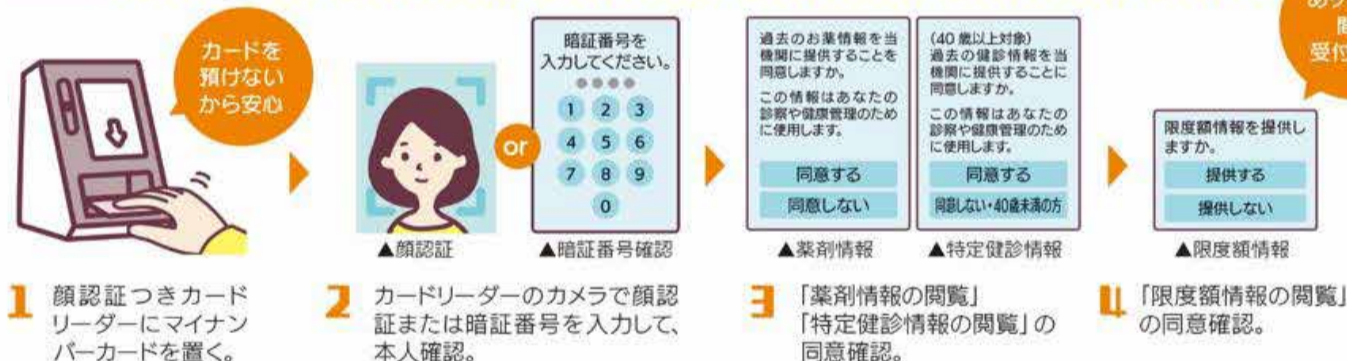 カードを
預けない
から安心
or
暗証番号を
入力してください。
1 2 3
4 5 6
7 8 9
0
▲顔認証
▲暗証番号確認
過去のお薬情報を当
機関に提供することを
同意しますか。
この情報はあなたの
診察や健康管理のため
に使用します。
同意する
同意しない
▲薬剤情報
(40歳以上対象)
過去の健診情報を当
機関に提供することに
同意しますか。
この情報はあなたの
診察や健康管理のため
に使用します。
同意する
同意しない・40歳未満の方
▲特定健診情報
受付
限度額情報を提供し
ますか。
提供する
提供しない
▲限度額情報
1 顔認証つきカード
リーダーにマイナン
バーカードを置く。
2 カードリーダーのカメラで顔認
証または暗証番号を入力して、
本人確認。
3 「薬剤情報の閲覧」
「特定健診情報の閲覧」の
同意確認。
4 「限度額情報の閲覧」
の同意確認。